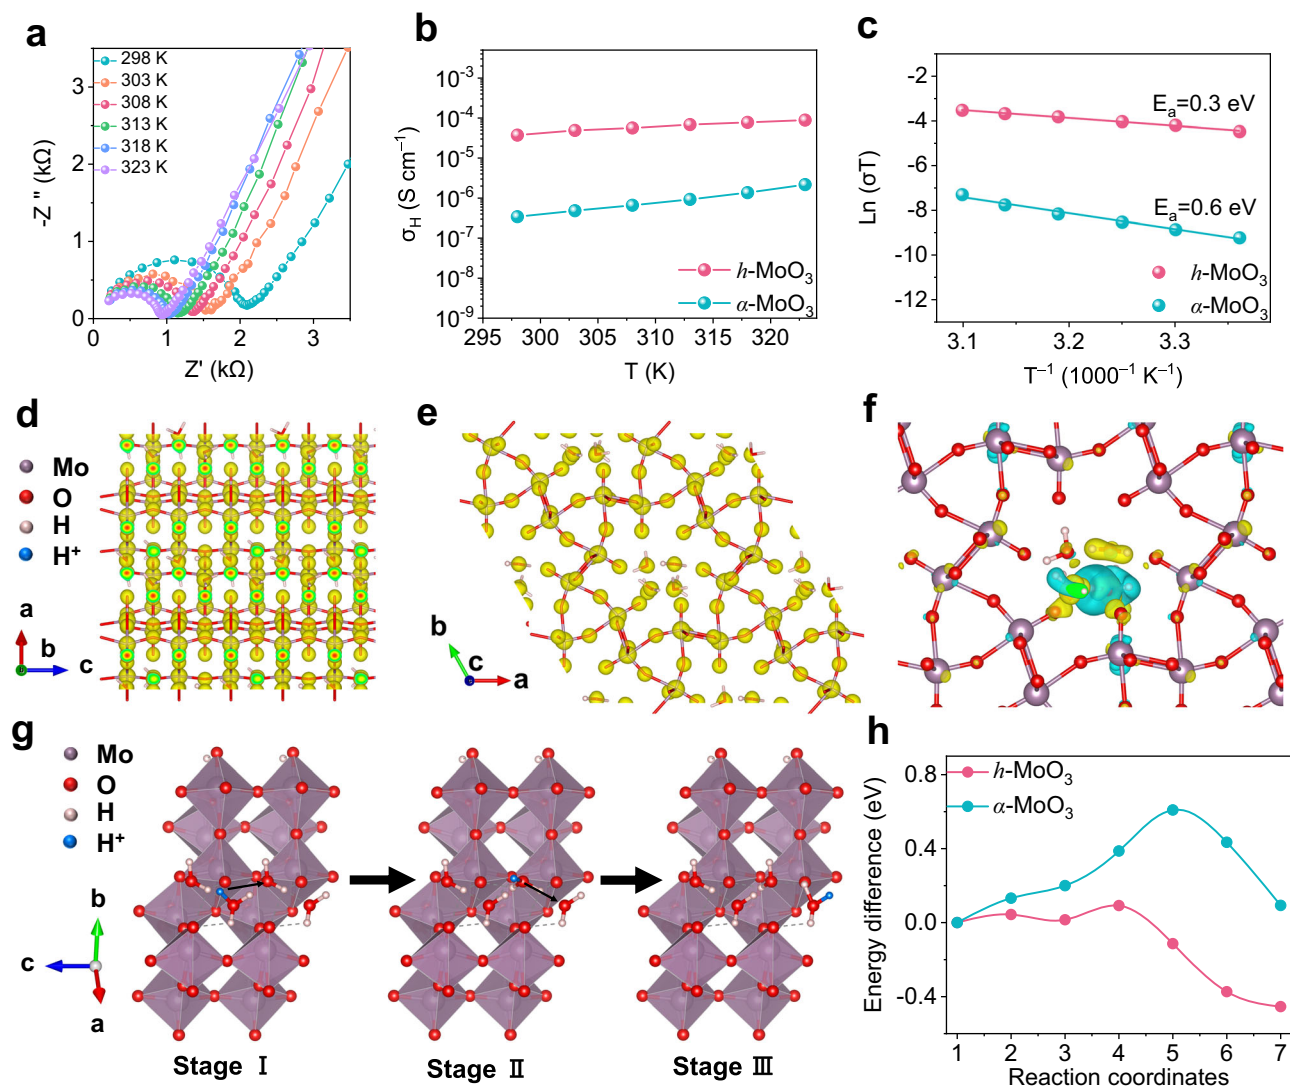 a
298 K
303 K
308 K
313 K
318 K
323 K
3
2
1
0
0 1 2 3
-Z '' (kΩ)
Z' (kΩ)
b
10⁻³
10⁻⁴
10⁻⁵
10⁻⁶
10⁻⁷
10⁻⁸
10⁻⁹
σ_H (S cm⁻¹)
h-MoO₃
α-MoO₃
295 300 305 310 315 320
T (K)
c
-2
-4
-6
-8
-10
-12
Ln (σT)
Eₐ=0.3 eV
Eₐ=0.6 eV
h-MoO₃
α-MoO₃
3.1 3.2 3.3
T⁻¹ (1000⁻¹ K⁻¹)
d
Mo
O
H
H⁺
a
b
c
e
b
c
a
f
g
Mo
O
H
H⁺
b
c
a
Stage Ⅰ
Stage Ⅱ
Stage Ⅲ
h
h-MoO₃
α-MoO₃
0.8
0.4
0.0
-0.4
Energy difference (eV)
1 2 3 4 5 6 7
Reaction coordinates